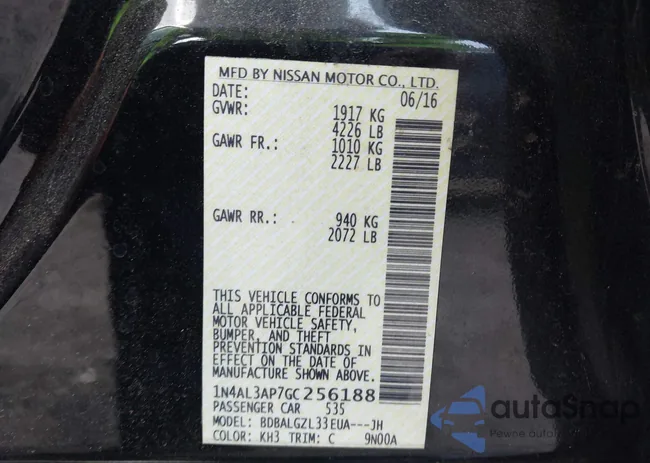 MFD BY NISSAN MOTOR CO., LTD.
DATE: 06/16
GVWR: 1917 KG
4226 LB
GAWR FR.: 1010 KG
2227 LB
GAWR RR.: 940 KG
2072 LB
THIS VEHICLE CONFORMS TO
ALL APPLICABLE FEDERAL
MOTOR VEHICLE SAFETY,
BUMPER, AND THEFT
PREVENTION STANDARDS IN
EFFECT ON THE DATE OF
MANUFACTURE SHOWN ABOVE.
1N4AL3AP7GC256188
PASSENGER CAR 535
MODEL: BDBALGZL33EUA---JH
COLOR: KH3 TRIM: C 9N00A
autoSnap
Pewne auto